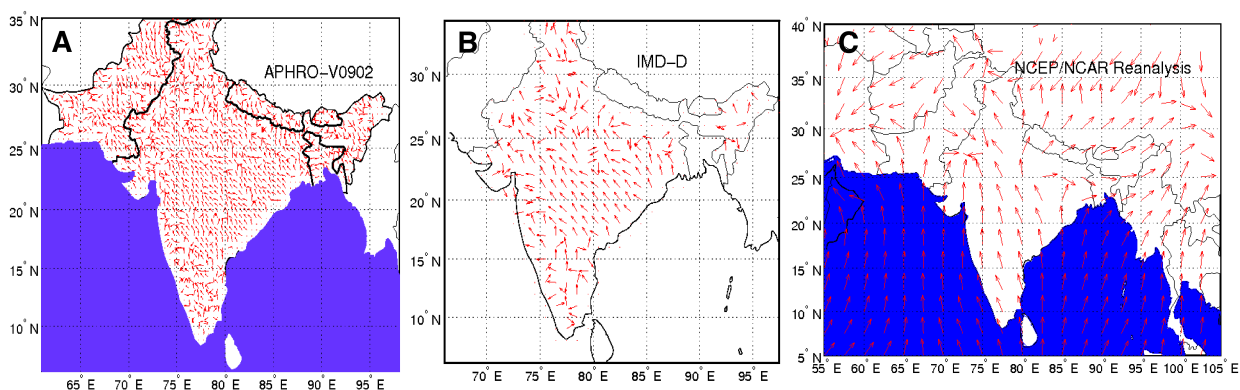 A
APHRO-V0902
35° N
30° N
25° N
20° N
15° N
10° N
65° E 70° E 75° E 80° E 85° E 90° E 95° E
B
IMD-D
30° N
25° N
20° N
15° N
10° N
70° E 75° E 80° E 85° E 90° E 95° E
C
NCEP/NCAR Reanalysis
40° N
35° N
30° N
25° N
20° N
15° N
10° N
5° N
55° E 60° E 65° E 70° E 75° E 80° E 85° E 90° E 95° E 100° E 105° E